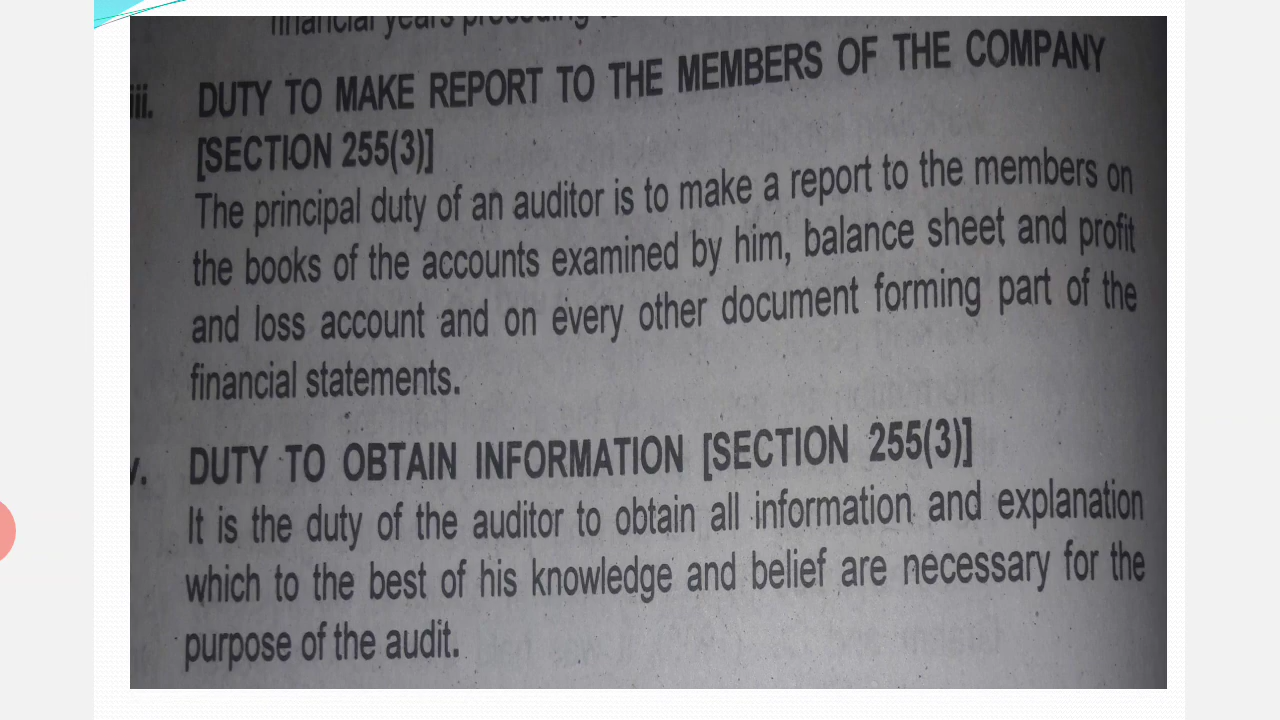 financial years preceding
iii. DUTY TO MAKE REPORT TO THE MEMBERS OF THE COMPANY
[SECTION 255(3)]
The principal duty of an auditor is to make a report to the members on
the books of the accounts examined by him, balance sheet and profit
and loss account and on every other document forming part of the
financial statements.
v. DUTY TO OBTAIN INFORMATION [SECTION 255(3)]
It is the duty of the auditor to obtain all information and explanation
which to the best of his knowledge and belief are necessary for the
purpose of the audit.